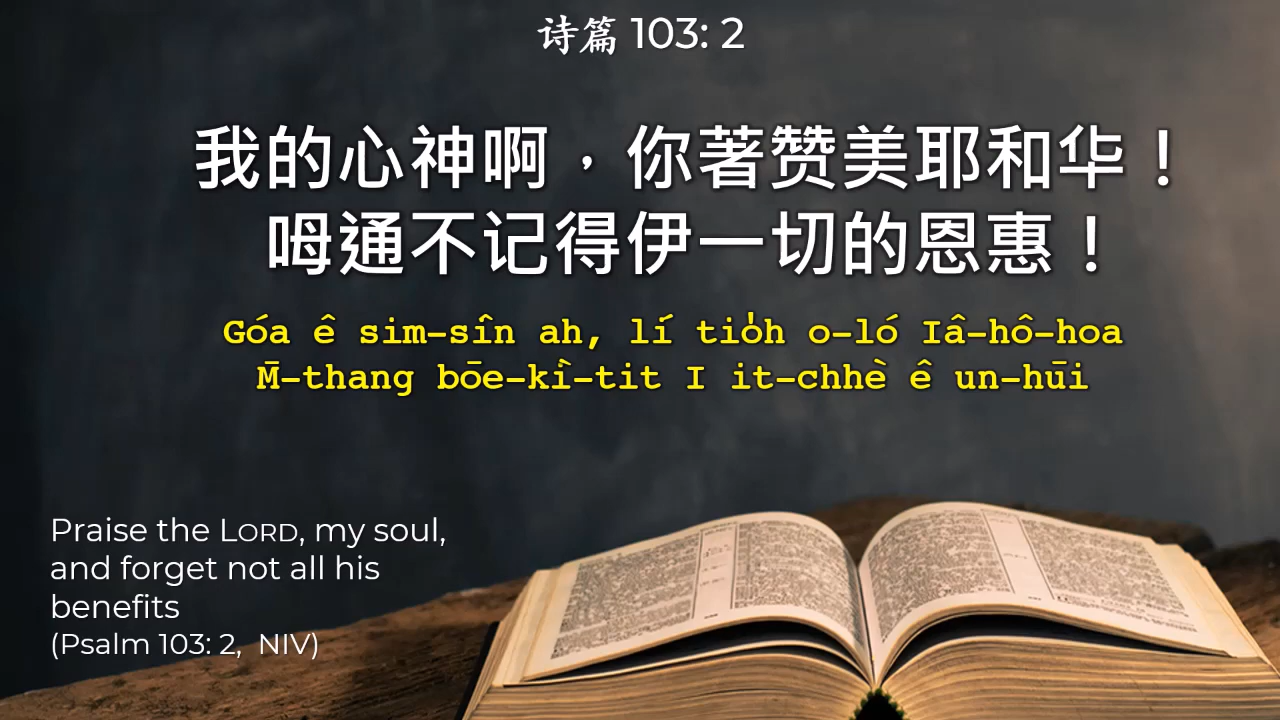 诗篇 103: 2
我的心神啊，你著赞美耶和华！
呣通不记得伊一切的恩惠！
Góa ê sim-sîn ah, lí tio̍h o-ló Iâ-hô-hoa
M̄-thang bōe-kì-tit I it-chhè ê un-hūi
Praise the LORD, my soul,
and forget not all his
benefits
(Psalm 103: 2,  NIV)